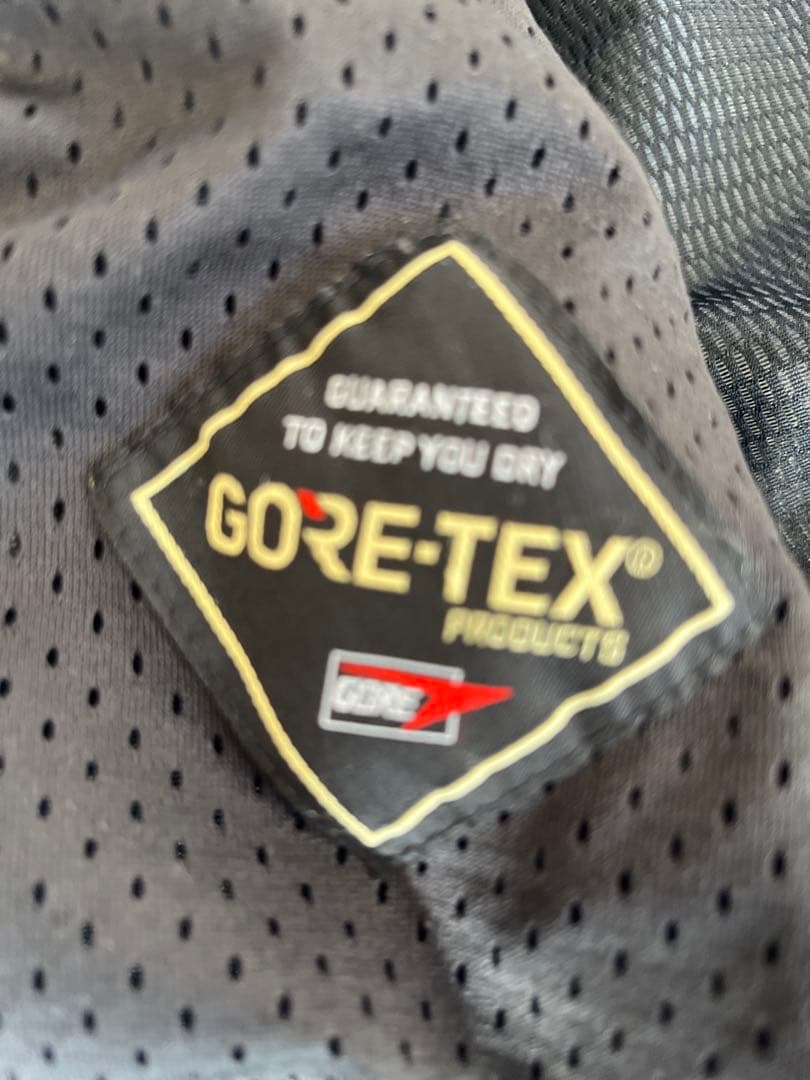 GUARANTEED
TO KEEP YOU DRY
GORE-TEX®
PRODUCTS
GORE